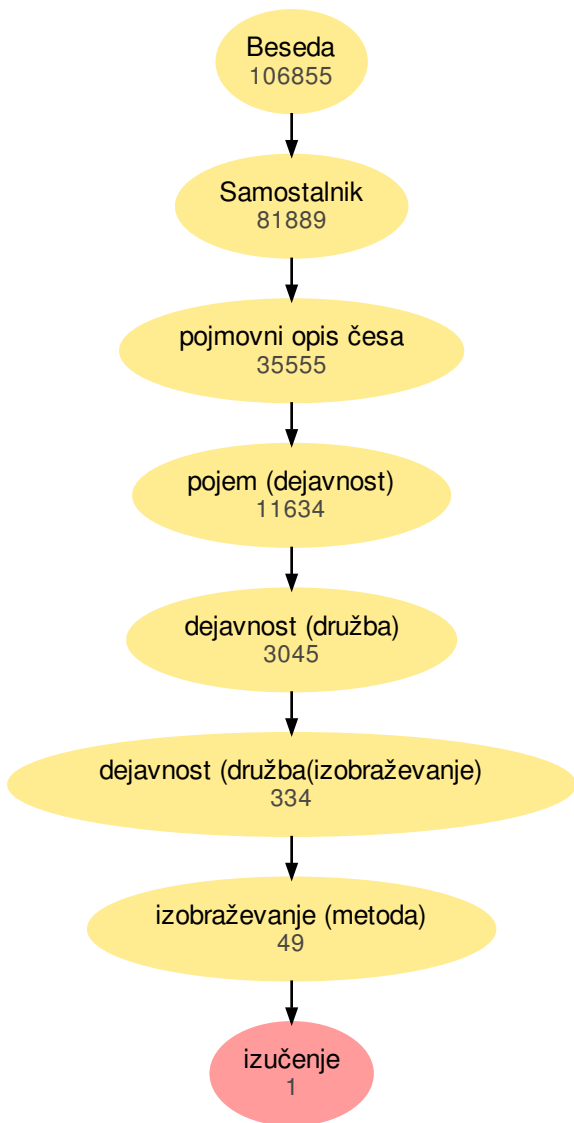 Beseda
106855
Samostalnik
81889
pojmovni opis česa
35555
pojem (dejavnost)
11634
dejavnost (družba)
3045
dejavnost (družba(izobraževanje)
334
izobraževanje (metoda)
49
izučenje
1